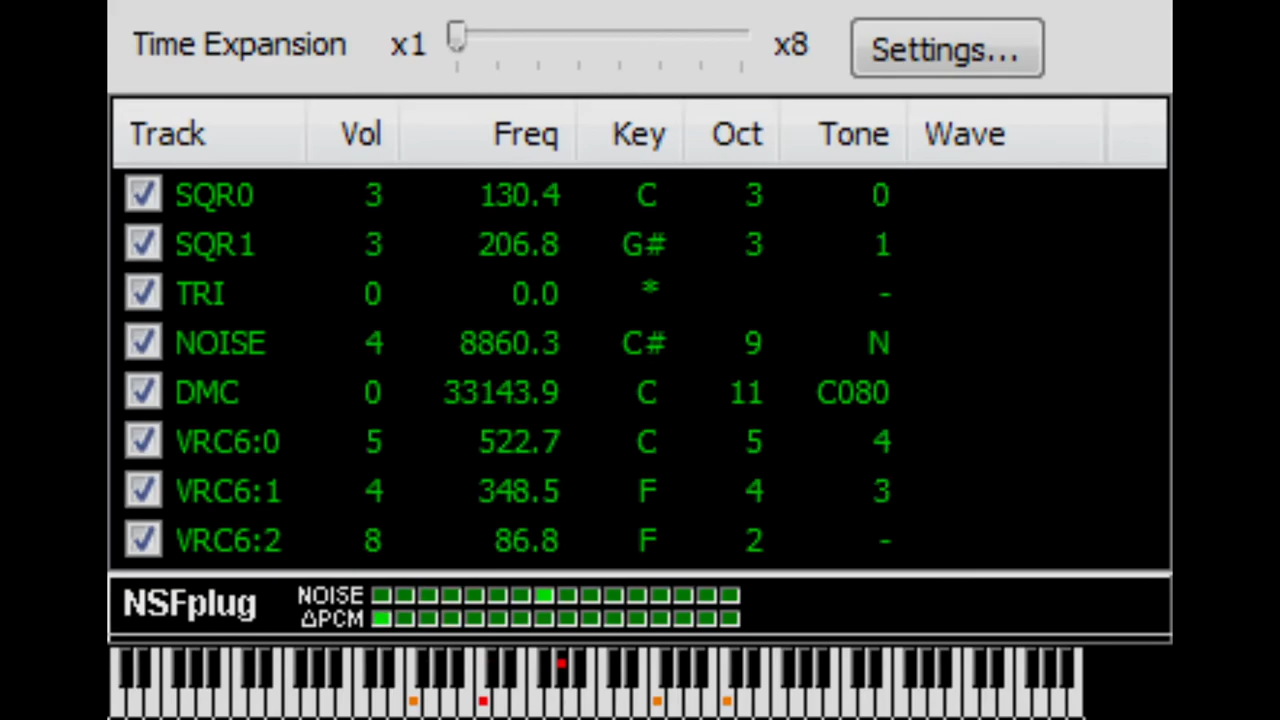 Time Expansion x1 x8 Settings...
Track Vol Freq Key Oct Tone Wave
SQR0 3 130.4 C 3 0
SQR1 3 206.8 G# 3 1
TRI 0 0.0 * -
NOISE 4 8860.3 C# 9 N
DMC 0 33143.9 C 11 C080
VRC6:0 5 522.7 C 5 4
VRC6:1 4 348.5 F 4 3
VRC6:2 8 86.8 F 2 -
NSFplug NOISE
ΔPCM